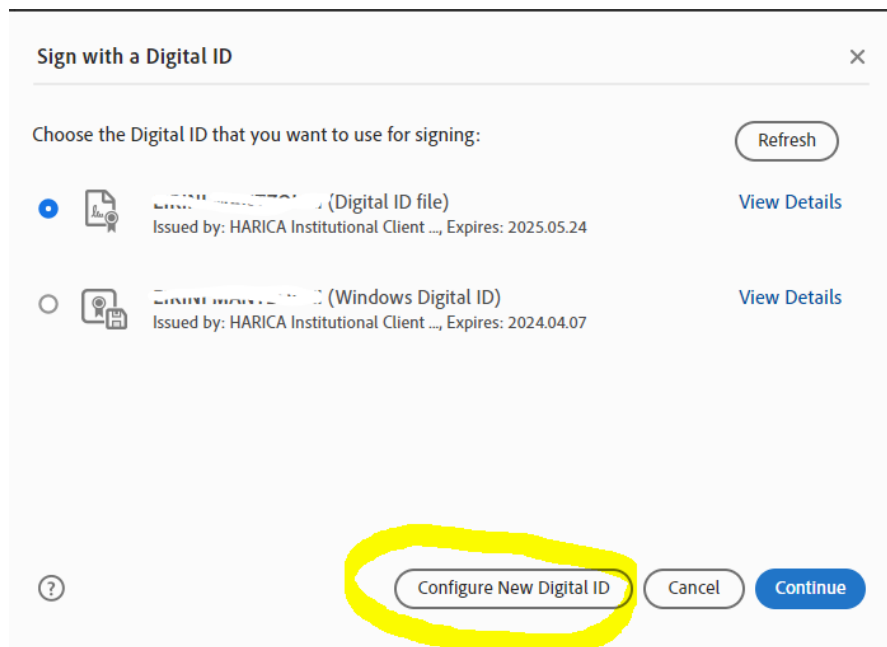 Sign with a Digital ID
Choose the Digital ID that you want to use for signing:
Refresh
(Digital ID file)
View Details
Issued by: HARICA Institutional Client ..., Expires: 2025.05.24
(Windows Digital ID)
View Details
Issued by: HARICA Institutional Client ..., Expires: 2024.04.07
?
Configure New Digital ID
Cancel
Continue